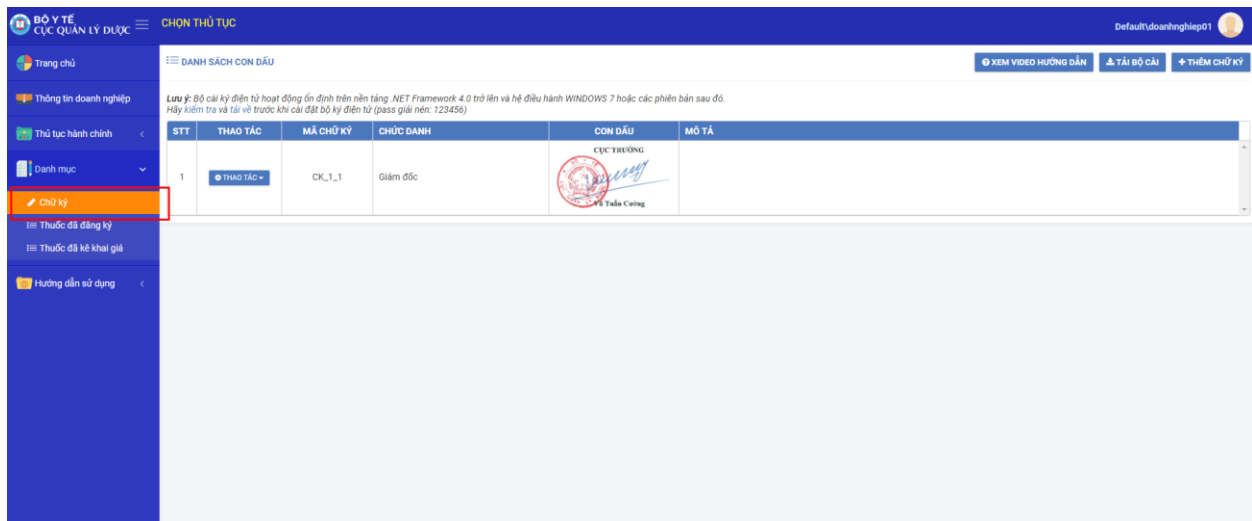 BỘ Y TẾ
CỤC QUẢN LÝ DƯỢC
CHỌN THỦ TỤC
Default\doanhnghiep01
Trang chủ
Thông tin doanh nghiệp
Thủ tục hành chính
Danh mục
Chữ ký
Thuốc đã đăng ký
Thuốc đã kê khai giá
Hướng dẫn sử dụng
DANH SÁCH CON DẤU
XEM VIDEO HƯỚNG DẪN
TẢI BỘ CÀI
+ THÊM CHỮ KÝ
Lưu ý: Bộ cài ký điện tử hoạt động ổn định trên nền tảng .NET Framework 4.0 trở lên và hệ điều hành WINDOWS 7 hoặc các phiên bản sau đó.
Hãy kiểm tra và tải về trước khi cài đặt bộ ký điện tử (pass giải nén: 123456)
STT THAO TÁC MÃ CHỮ KÝ CHỨC DANH CON DẤU MÔ TẢ
1 THAO TÁC CK_1_1 Giám đốc
CỤC TRƯỞNG
Tuấn Cường